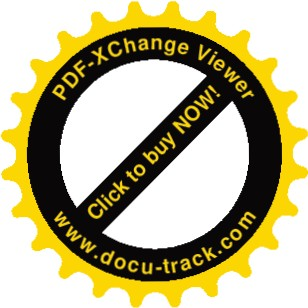 PDF-XChange Viewer
Click to buy NOW!
www.docu-track.com